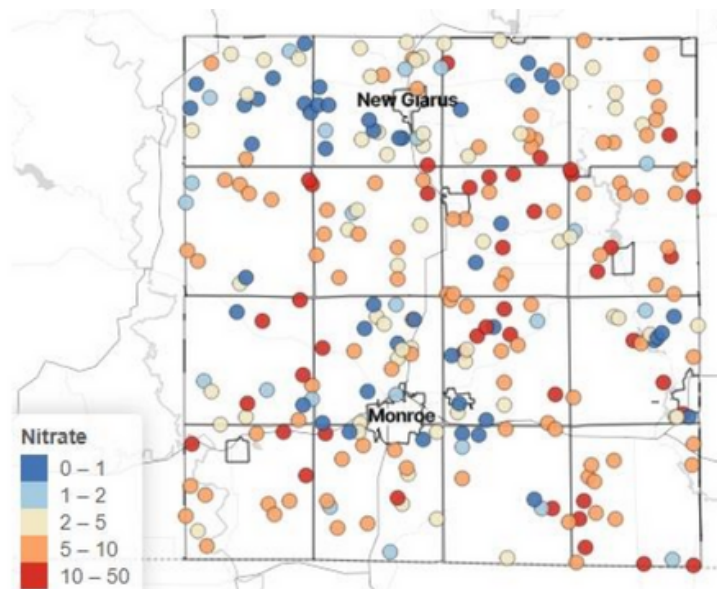 New Glarus
Monroe
Nitrate
0 – 1
1 – 2
2 – 5
5 – 10
10 – 50